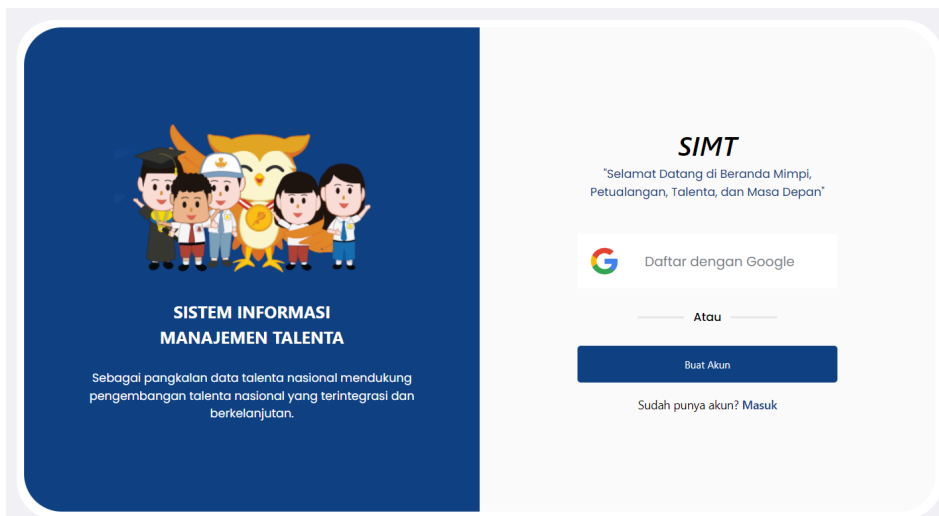 SISTEM INFORMASI
MANAJEMEN TALENTA
Sebagai pangkalan data talenta nasional mendukung
pengembangan talenta nasional yang terintegrasi dan
berkelanjutan.
SIMT
"Selamat Datang di Beranda Mimpi,
Petualangan, Talenta, dan Masa Depan"
Daftar dengan Google
Atau
Buat Akun
Sudah punya akun? Masuk